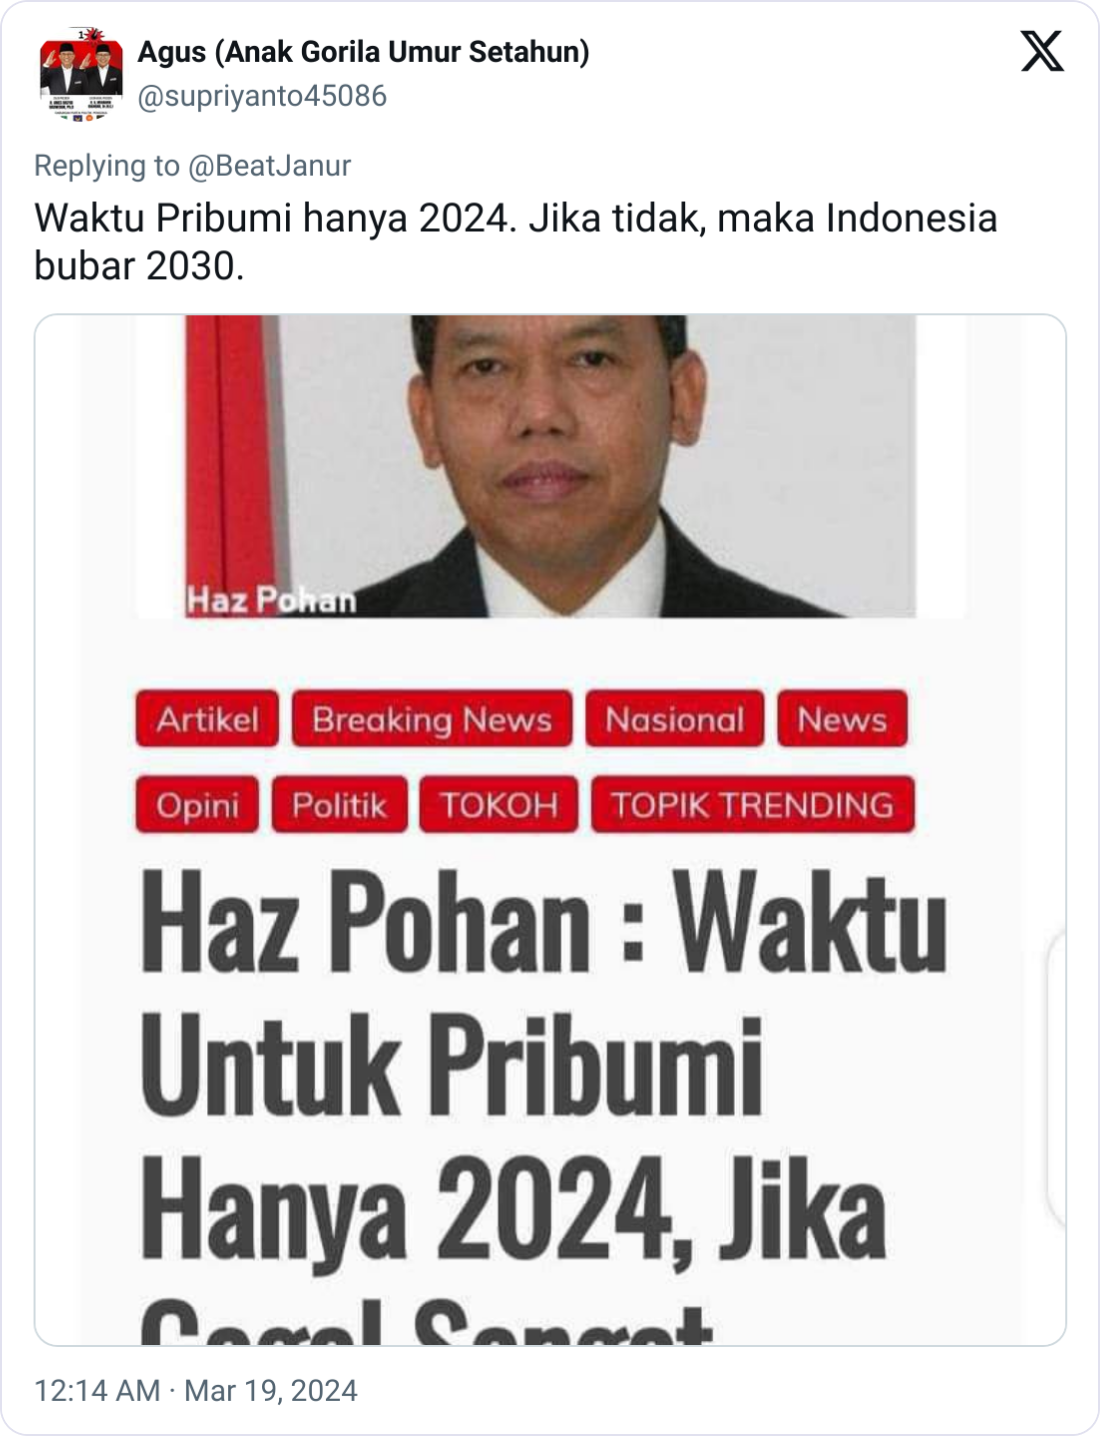 Agus (Anak Gorila Umur Setahun)
@supriyanto45086
Replying to @BeatJanur
Waktu Pribumi hanya 2024. Jika tidak, maka Indonesia
bubar 2030.
Haz Pohan
Artikel Breaking News Nasional News
Opini Politik TOKOH TOPIK TRENDING
Haz Pohan : Waktu
Untuk Pribumi
Hanya 2024, Jika
Gagal Sangat
12:14 AM · Mar 19, 2024